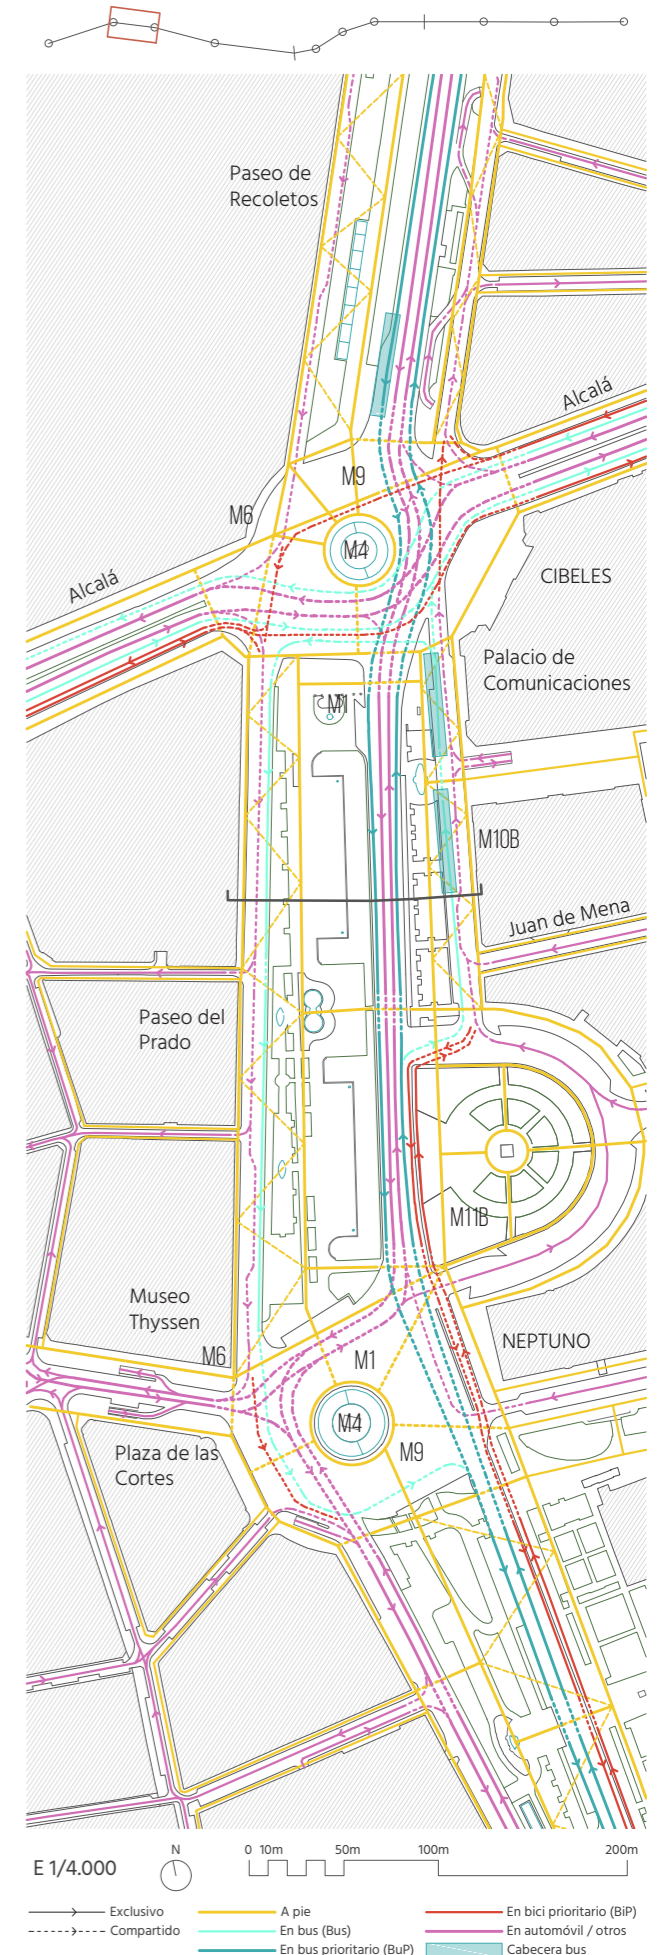 Paseo de
Recoletos
Alcalá
M9
M6
M4
Alcalá
CIBELES
Palacio de
Comunicaciones
M1
M10B
Juan de Mena
Paseo del
Prado
M11B
Museo
Thyssen
M6
NEPTUNO
M1
M4
M9
Plaza de las
Cortes
E 1/4.000
N
0 10m 50m 100m 200m
Exclusivo
Compartido
A pie
En bus (Bus)
En bus prioritario (BuP)
En bici prioritario (BiP)
En automóvil / otros
Cabecera bus